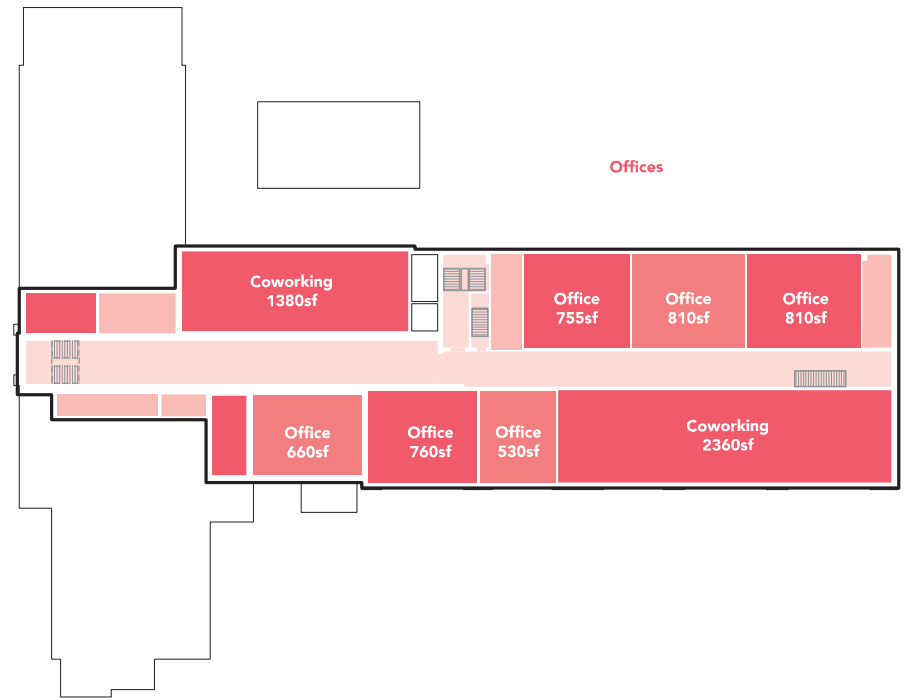 Offices
Coworking
1380sf
Office
755sf
Office
810sf
Office
810sf
Office
660sf
Office
760sf
Office
530sf
Coworking
2360sf